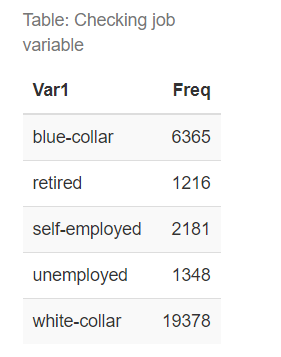 Table: Checking job
variable
Var1 Freq
blue-collar 6365
retired 1216
self-employed 2181
unemployed 1348
white-collar 19378